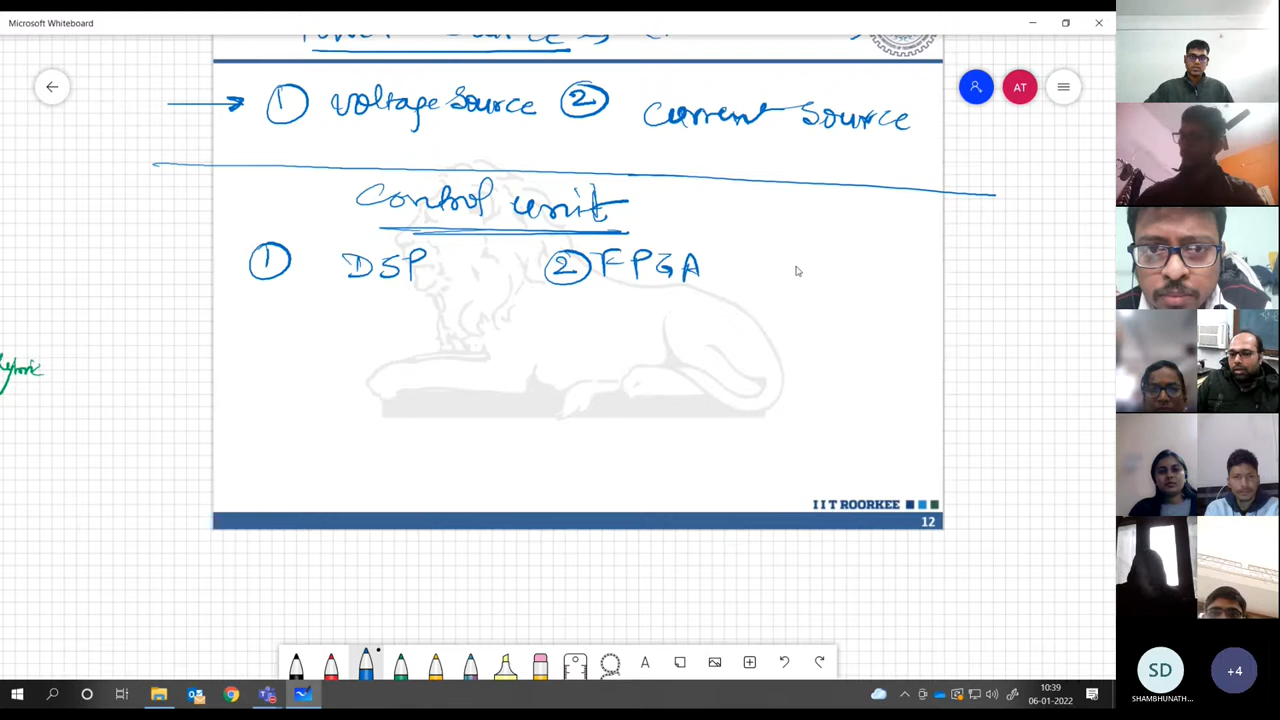 Microsoft Whiteboard
① Voltage Source ② Current Source
Control unit
① DSP ② FPGA
IIT ROORKEE
12
AT
A
SD
+4
SHAMBHUNATH...
10:39
06-01-2022